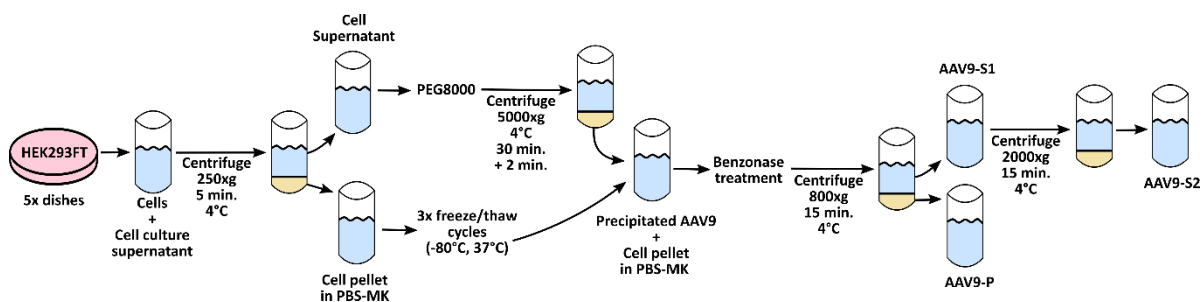 HEK293FT
5x dishes
Cells
+
Cell culture
supernatant
Centrifuge
250xg
5 min.
4°C
Cell
Supernatant
PEG8000
Centrifuge
5000xg
4°C
30 min.
+ 2 min.
Cell pellet
in PBS-MK
3x freeze/thaw
cycles
(-80°C, 37°C)
Precipitated AAV9
+
Cell pellet
in PBS-MK
Benzonase
treatment
Centrifuge
800xg
15 min.
4°C
AAV9-S1
AAV9-P
Centrifuge
2000xg
15 min.
4°C
AAV9-S2